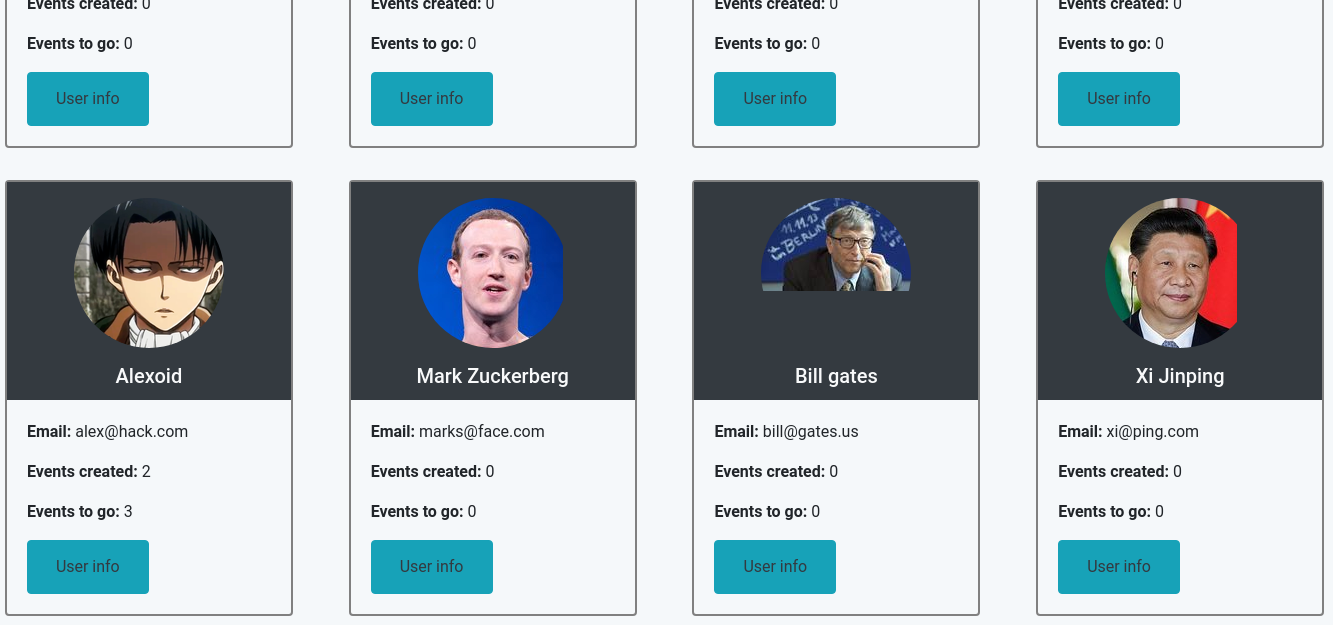 Events created: 0
Events created: 0
Events created: 0
Events created: 0
Events to go: 0
Events to go: 0
Events to go: 0
Events to go: 0
User info
User info
User info
User info
11.11.13
BERLIN
Alexoid
Mark Zuckerberg
Bill gates
Xi Jinping
Email: alex@hack.com
Email: marks@face.com
Email: bill@gates.us
Email: xi@ping.com
Events created: 2
Events created: 0
Events created: 0
Events created: 0
Events to go: 3
Events to go: 0
Events to go: 0
Events to go: 0
User info
User info
User info
User info